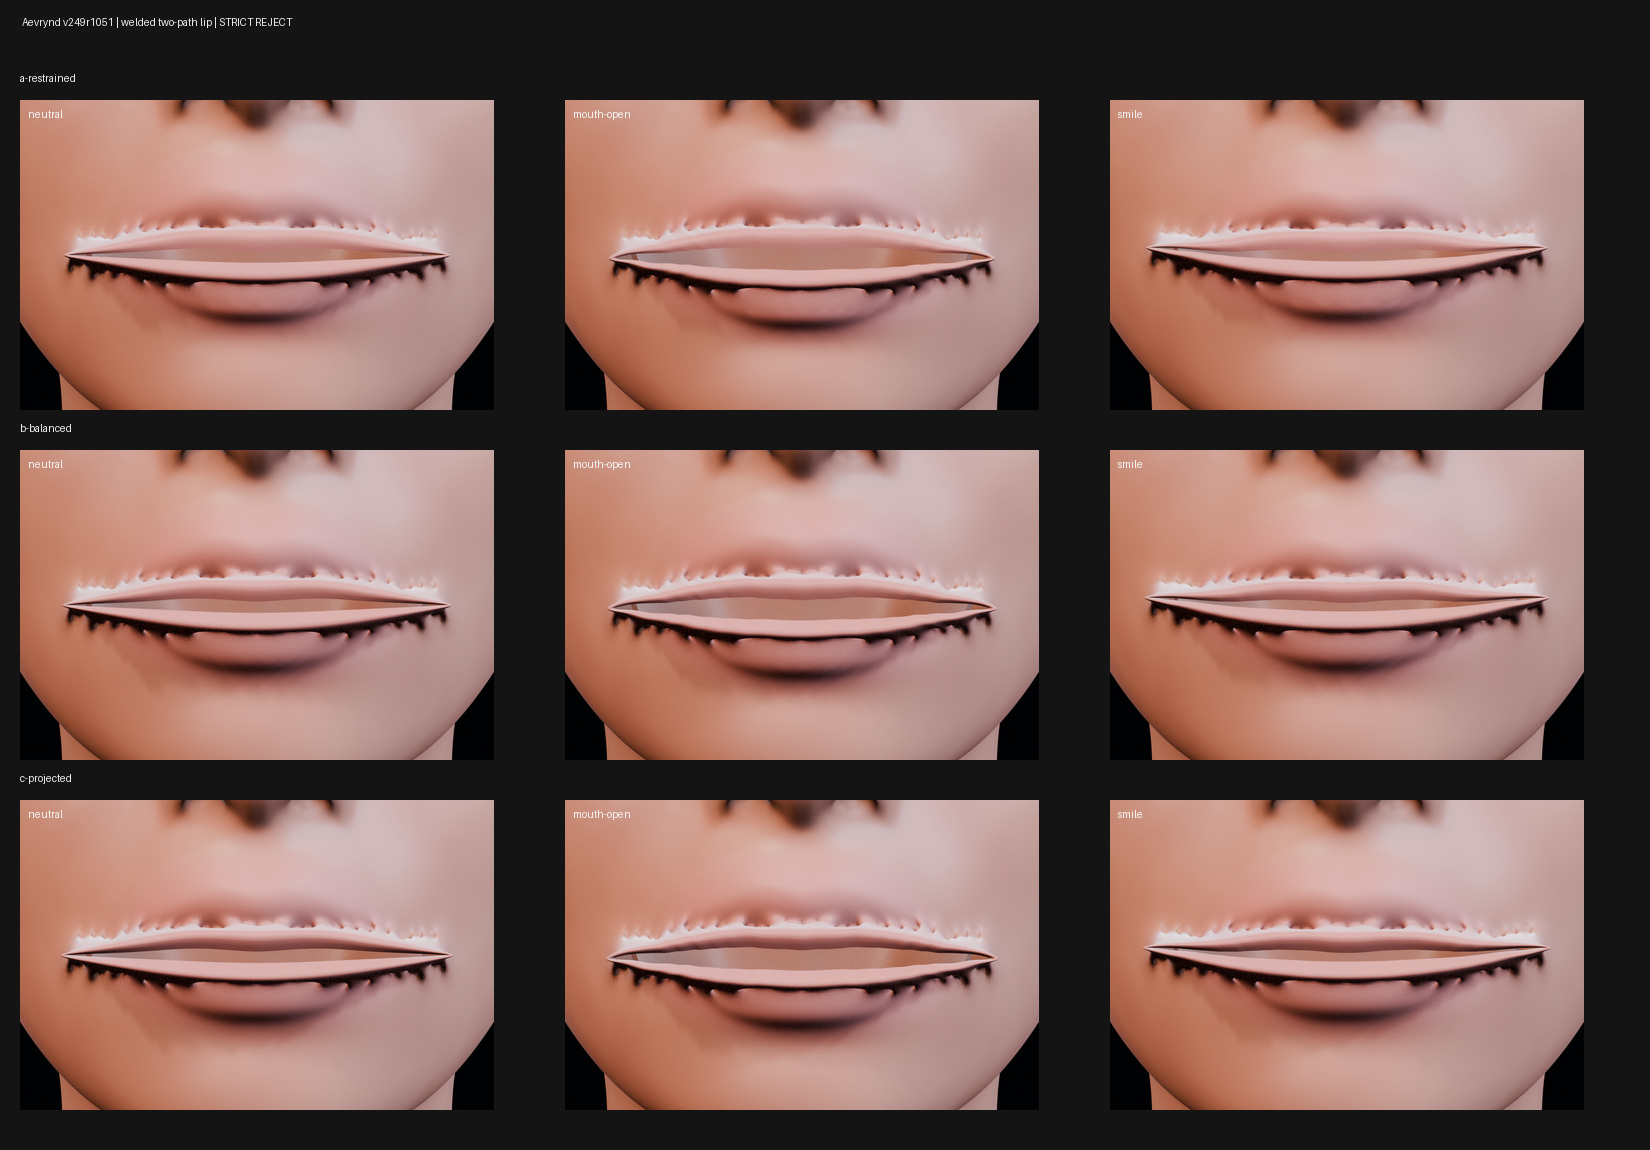 Aevrynd v249r1051 | welded two-path lip | STRICT REJECT
a-restrained
neutral
mouth-open
smile
b-balanced
neutral
mouth-open
smile
c-projected
neutral
mouth-open
smile